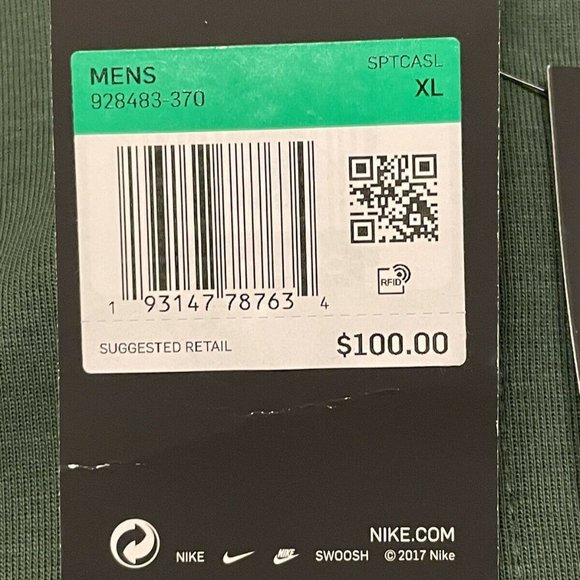 MENS
SPTCASL
928483-370
XL
1 93147 78763 4
RFID
SUGGESTED RETAIL
$100.00
NIKE.COM
NIKE NIKE SWOOSH © 2017 Nike